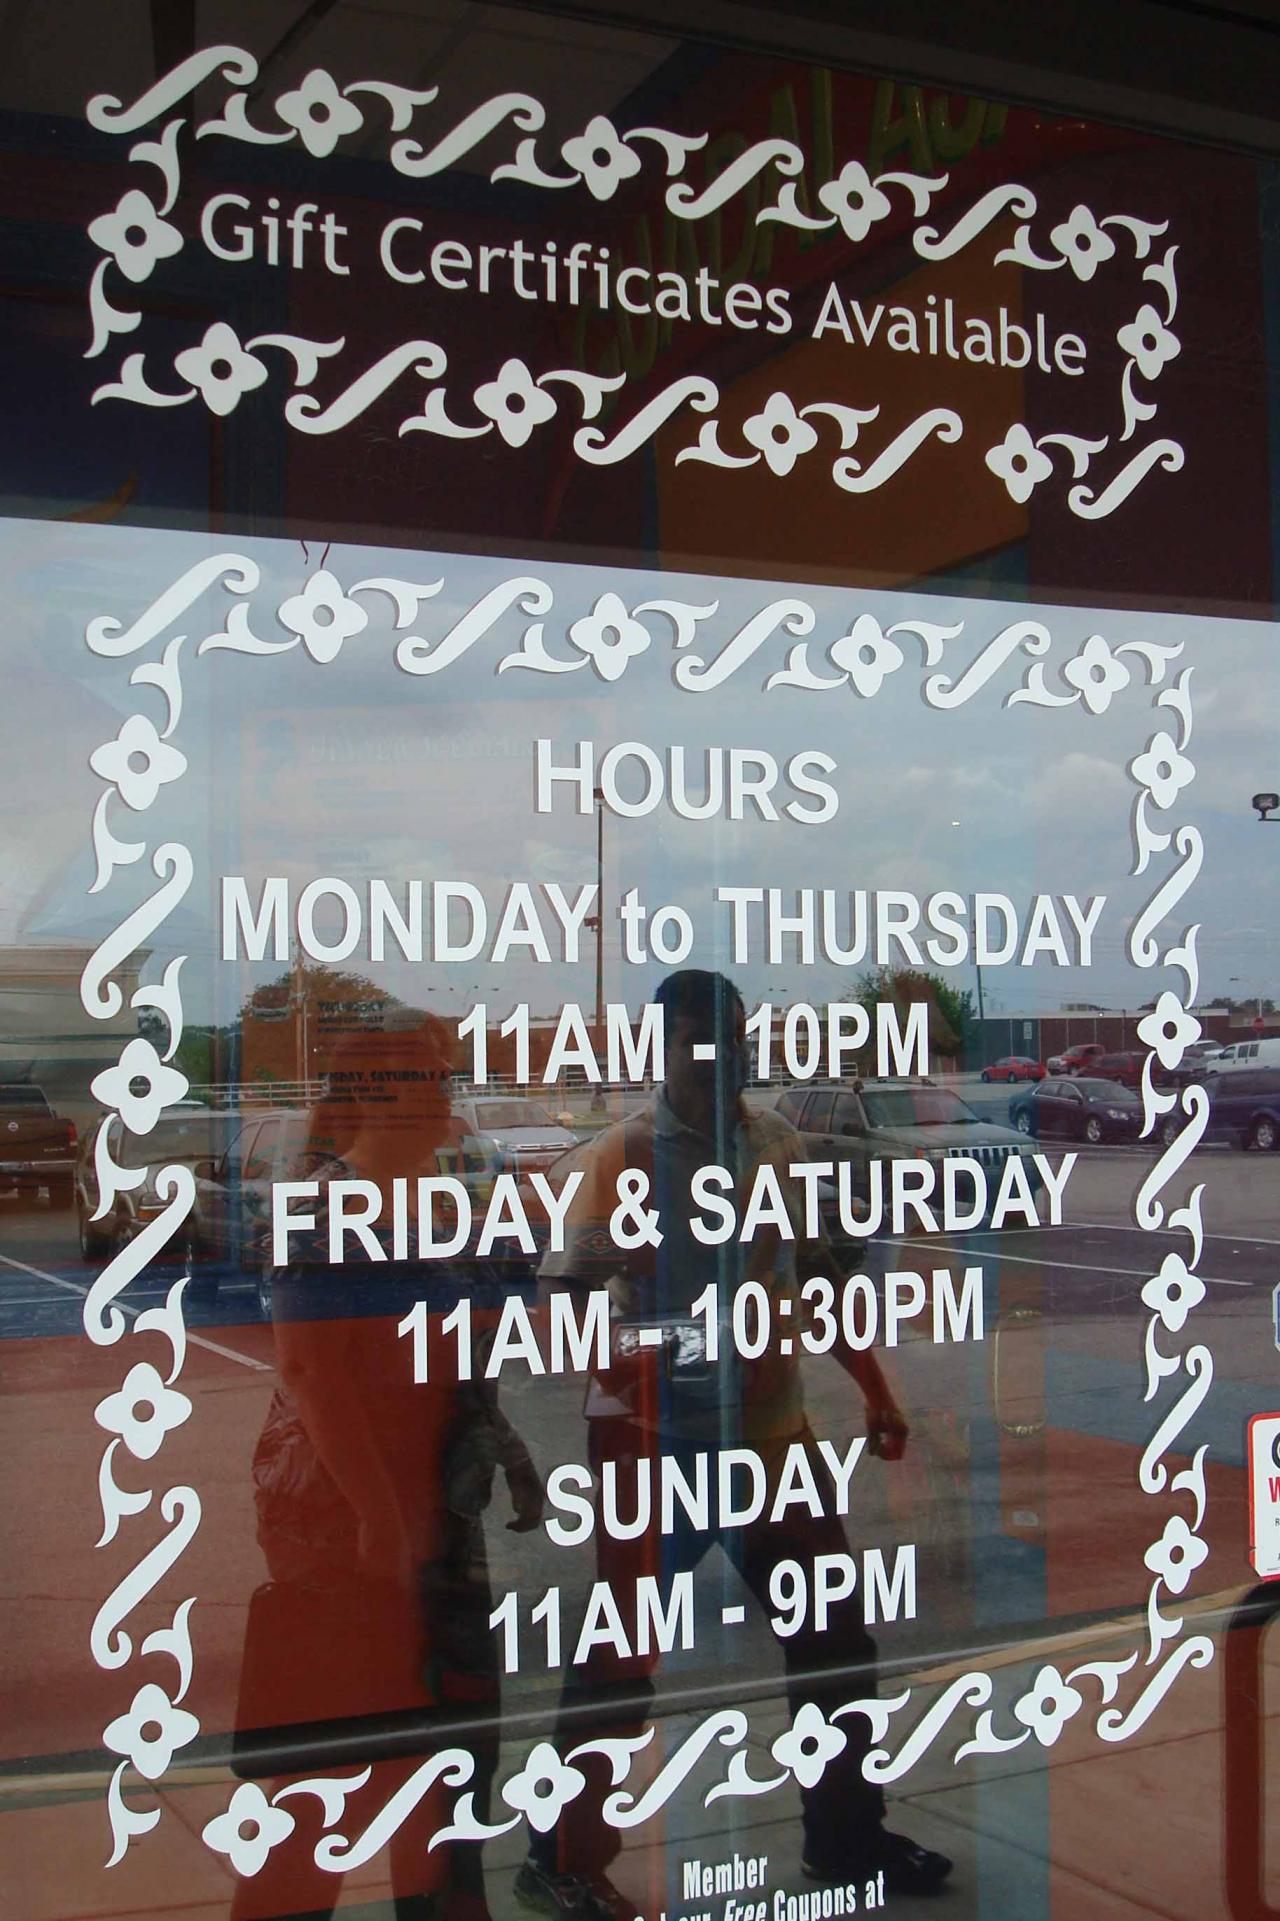 Gift Certificates Available
HOURS
MONDAY to THURSDAY
11AM - 10PM
FRIDAY & SATURDAY
11AM - 10:30PM
SUNDAY
11AM - 9PM
Member
our Free Coupons at